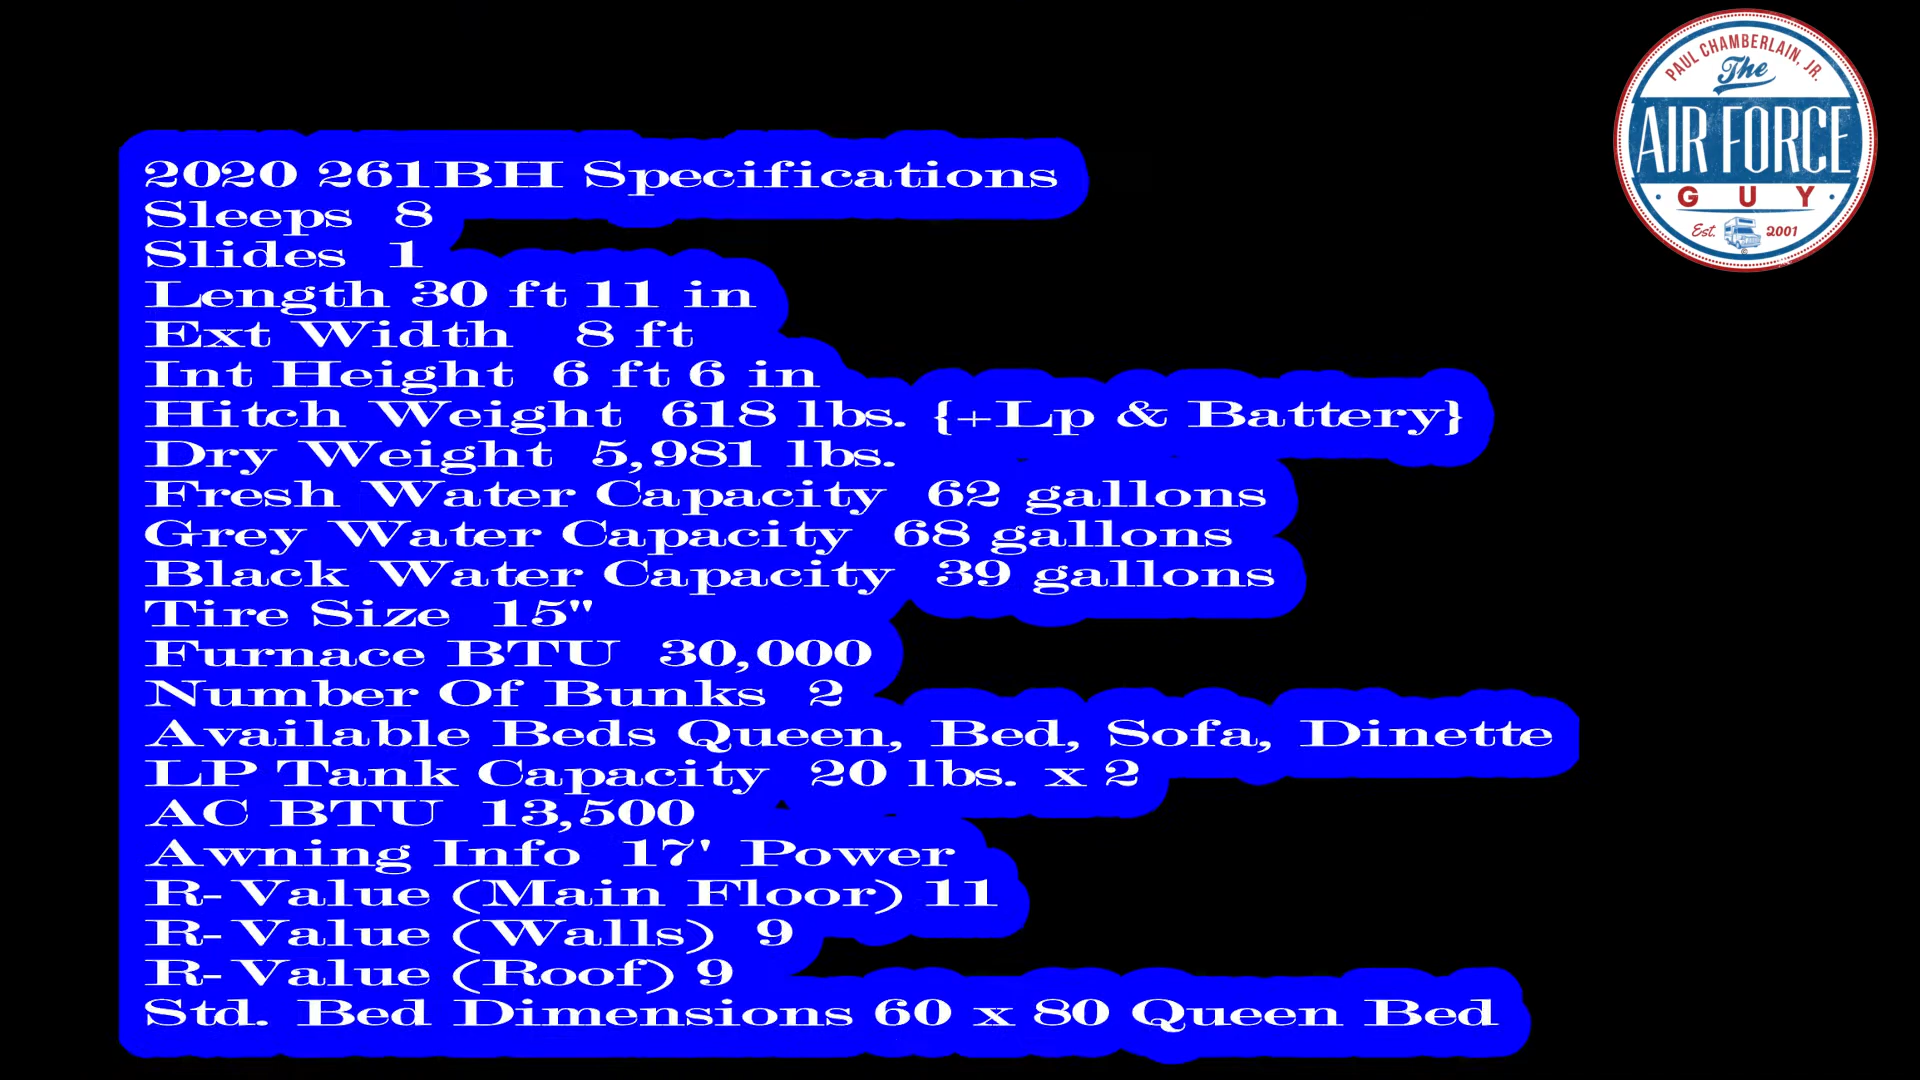 PAUL CHAMBERLAIN, JR.
The
AIR FORCE
GUY
Est. 2001
2020 261BH Specifications
Sleeps 8
Slides 1
Length 30 ft 11 in
Ext Width 8 ft
Int Height 6 ft 6 in
Hitch Weight 618 lbs. {+Lp & Battery}
Dry Weight 5,981 lbs.
Fresh Water Capacity 62 gallons
Grey Water Capacity 68 gallons
Black Water Capacity 39 gallons
Tire Size 15"
Furnace BTU 30,000
Number Of Bunks 2
Available Beds Queen, Bed, Sofa, Dinette
LP Tank Capacity 20 lbs. x 2
AC BTU 13,500
Awning Info 17' Power
R-Value (Main Floor) 11
R-Value (Walls) 9
R-Value (Roof) 9
Std. Bed Dimensions 60 x 80 Queen Bed